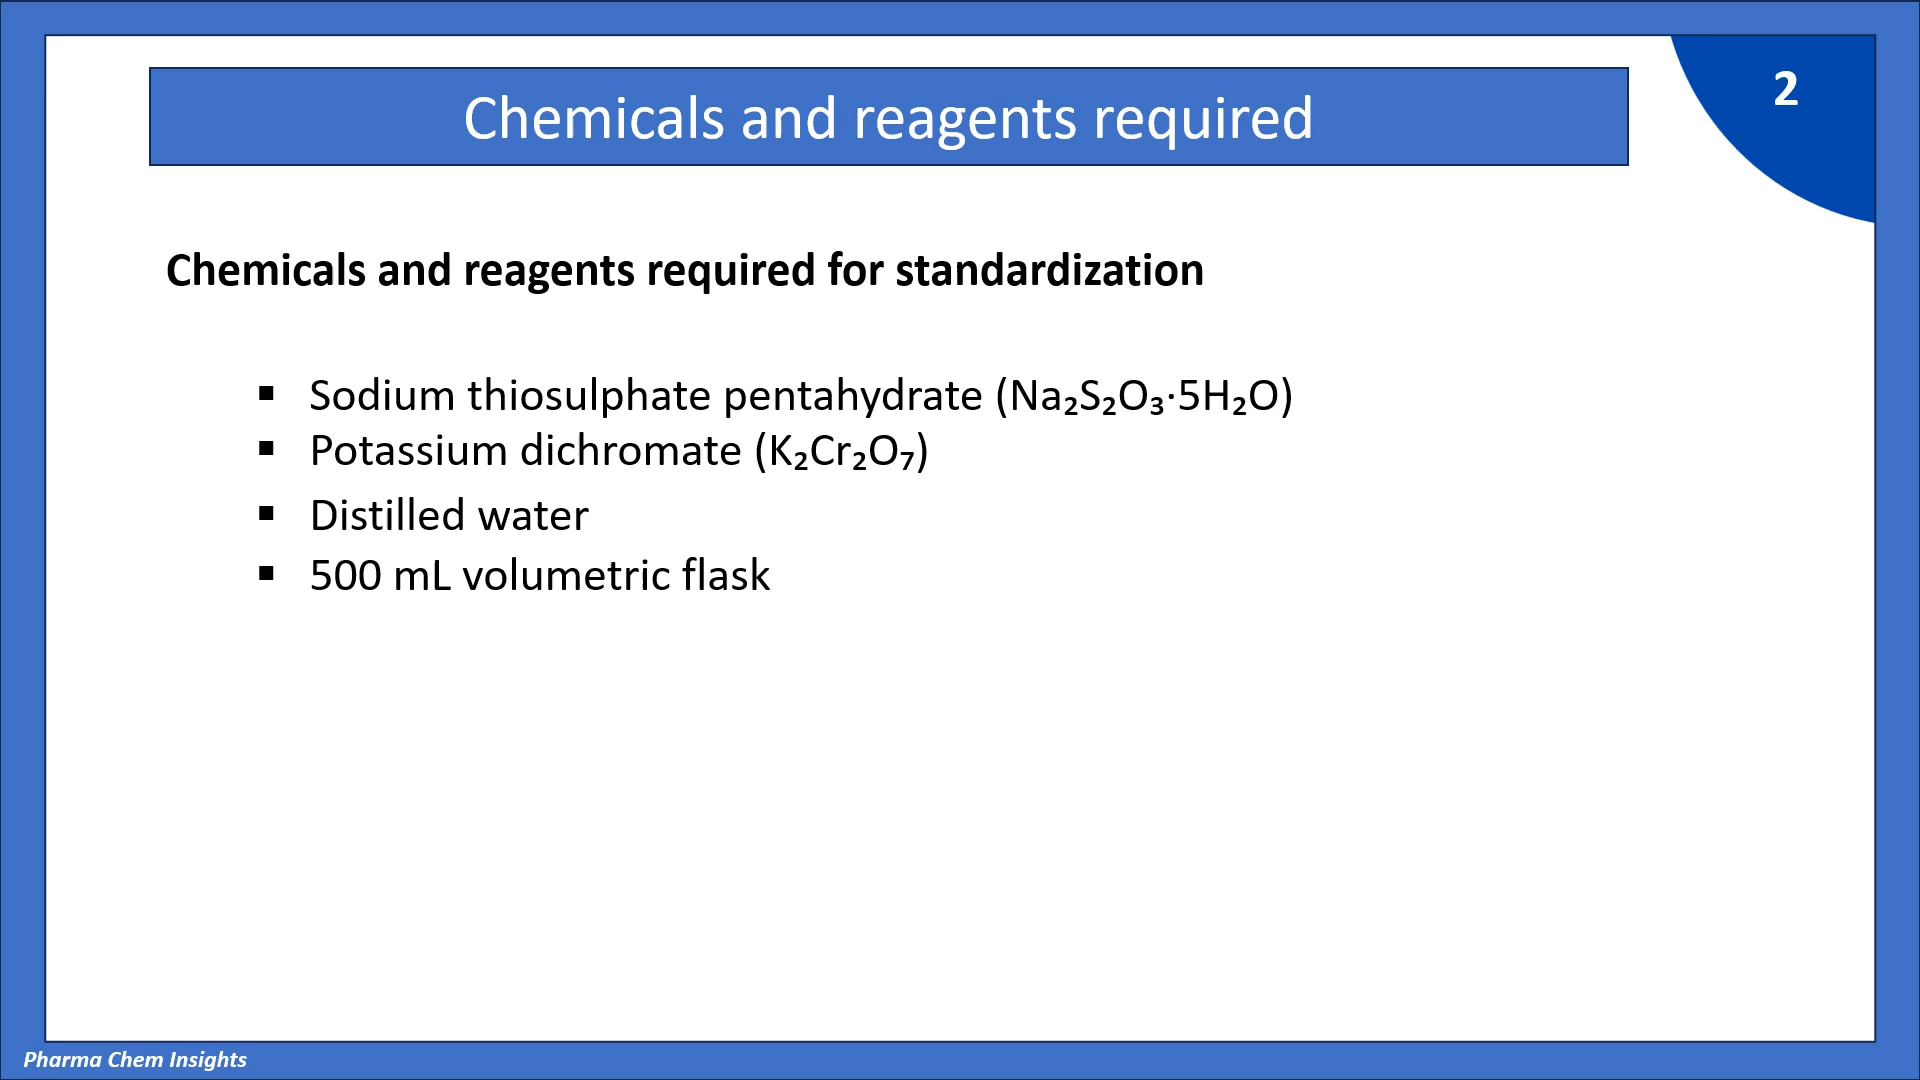 Chemicals and reagents required
2
Chemicals and reagents required for standardization
▪ Sodium thiosulphate pentahydrate (Na₂S₂O₃·5H₂O)
▪ Potassium dichromate (K₂Cr₂O₇)
▪ Distilled water
▪ 500 mL volumetric flask
Pharma Chem Insights